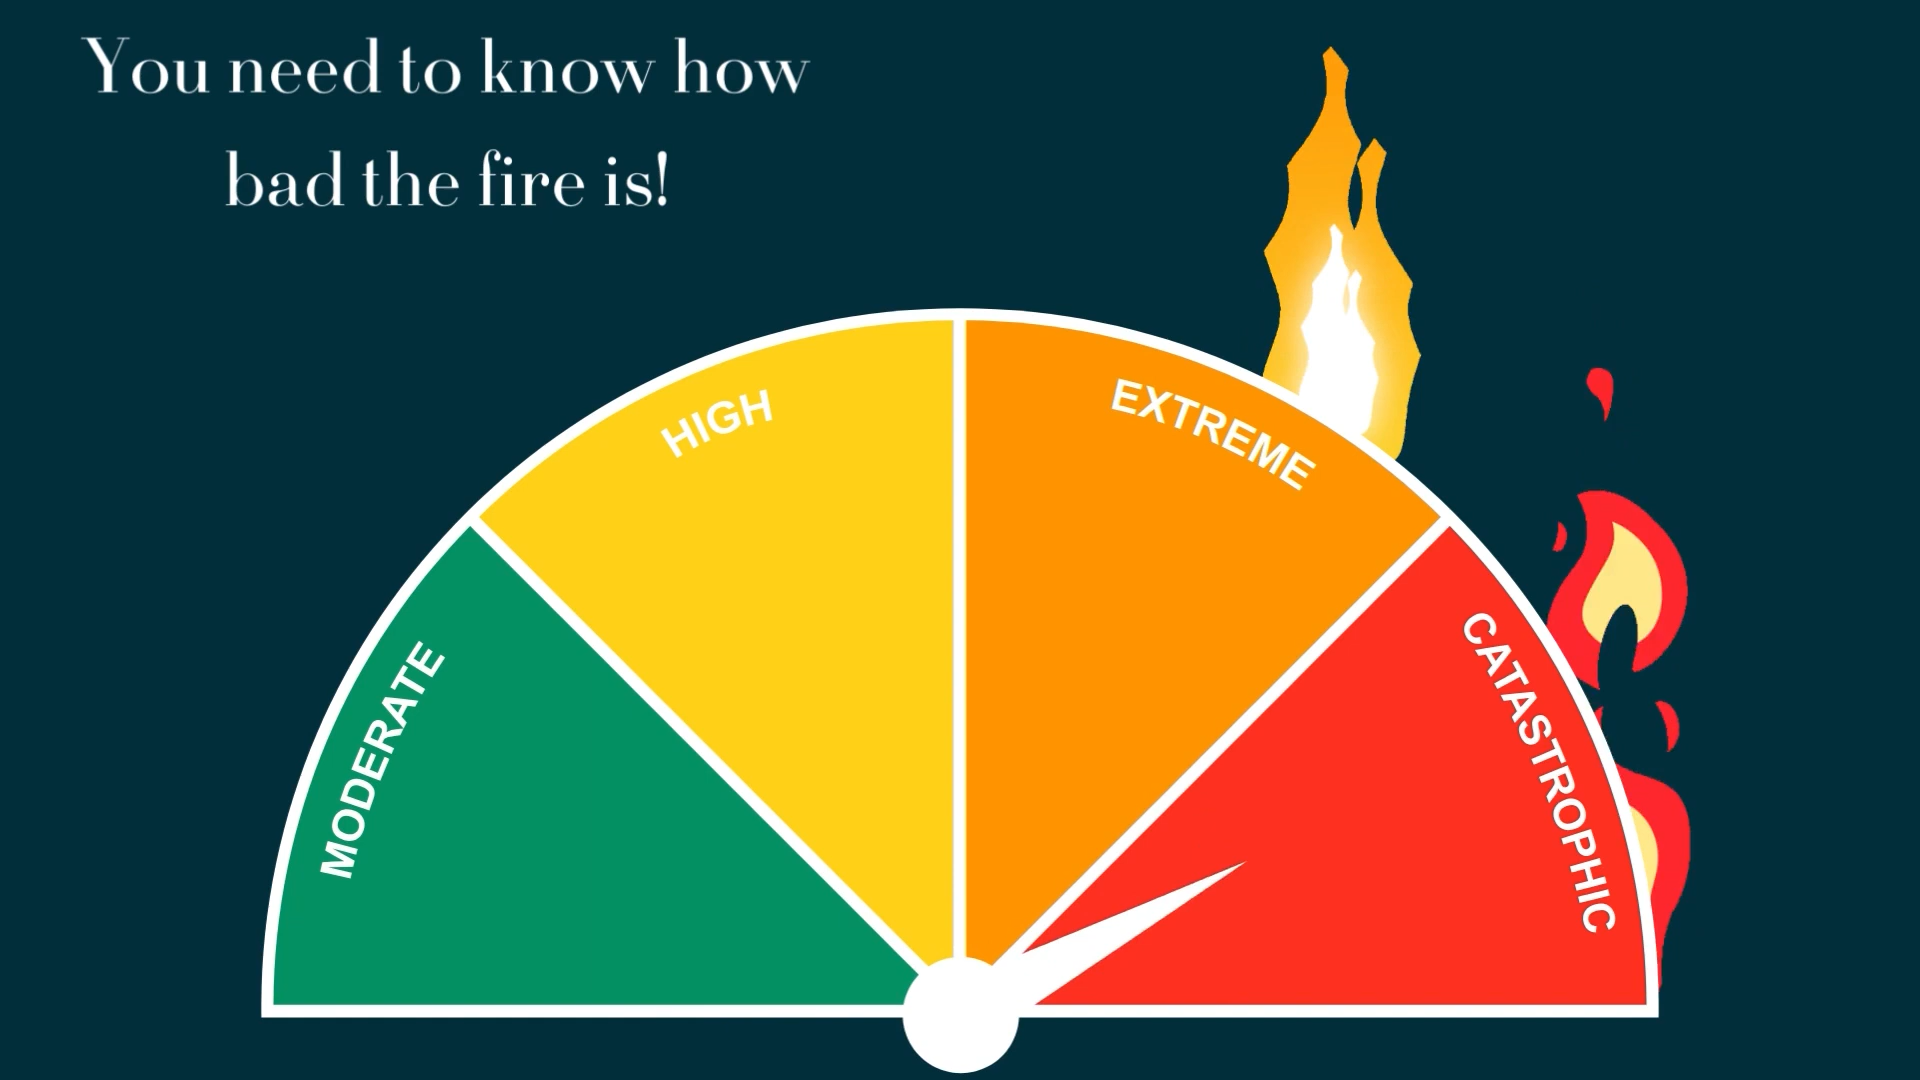 You need to know how
bad the fire is!
MODERATE
HIGH
EXTREME
CATASTROPHIC